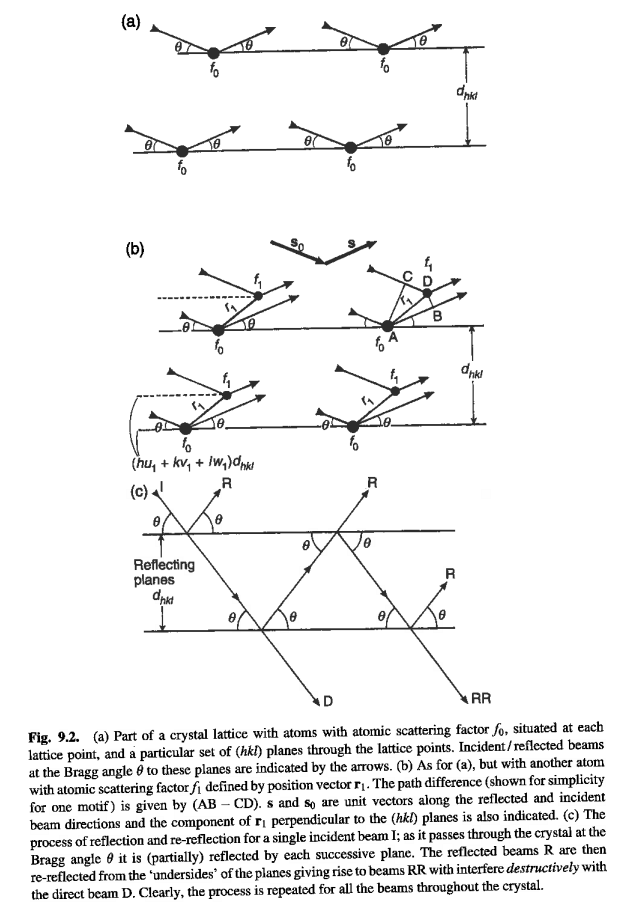 (a)
θ θ θ θ
f₀ f₀
d_hkl
θ θ θ θ
f₀ f₀
(b)
s₀ s
f₁ f₁
C D
r₁ r₁
B
θ θ
f₀ f₀ A
d_hkl
f₁ f₁
r₁ r₁
θ θ θ θ
f₀ f₀
(hu₁ + kv₁ + lw₁)d_hkl
(c) I R R
θ θ θ θ
Reflecting
planes
d_hkl
R
θ θ θ θ
D RR
Fig. 9.2. (a) Part of a crystal lattice with atoms with atomic scattering factor f₀, situated at each
lattice point, and a particular set of (hkl) planes through the lattice points. Incident/reflected beams
at the Bragg angle θ to these planes are indicated by the arrows. (b) As for (a), but with another atom
with atomic scattering factor f₁ defined by position vector r₁. The path difference (shown for simplicity
for one motif) is given by (AB − CD). s and s₀ are unit vectors along the reflected and incident
beam directions and the component of r₁ perpendicular to the (hkl) planes is also indicated. (c) The
process of reflection and re-reflection for a single incident beam I; as it passes through the crystal at the
Bragg angle θ it is (partially) reflected by each successive plane. The reflected beams R are then
re-reflected from the 'undersides' of the planes giving rise to beams RR with interfere destructively with
the direct beam D. Clearly, the process is repeated for all the beams throughout the crystal.